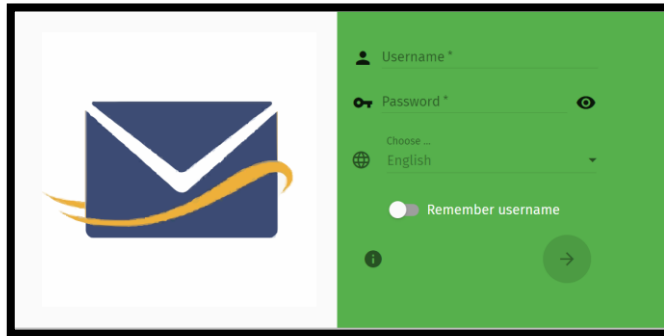 Username *
Password *
Choose ...
English
Remember username